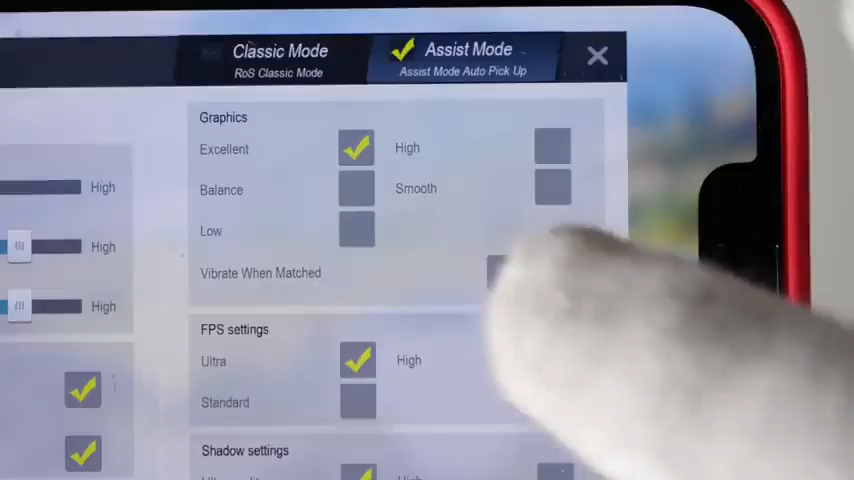 Classic Mode
RoS Classic Mode
Assist Mode
Assist Mode Auto Pick Up
Graphics
Excellent
High
Balance
Smooth
Low
Vibrate When Matched
High
High
High
FPS settings
Ultra
High
Standard
Shadow settings